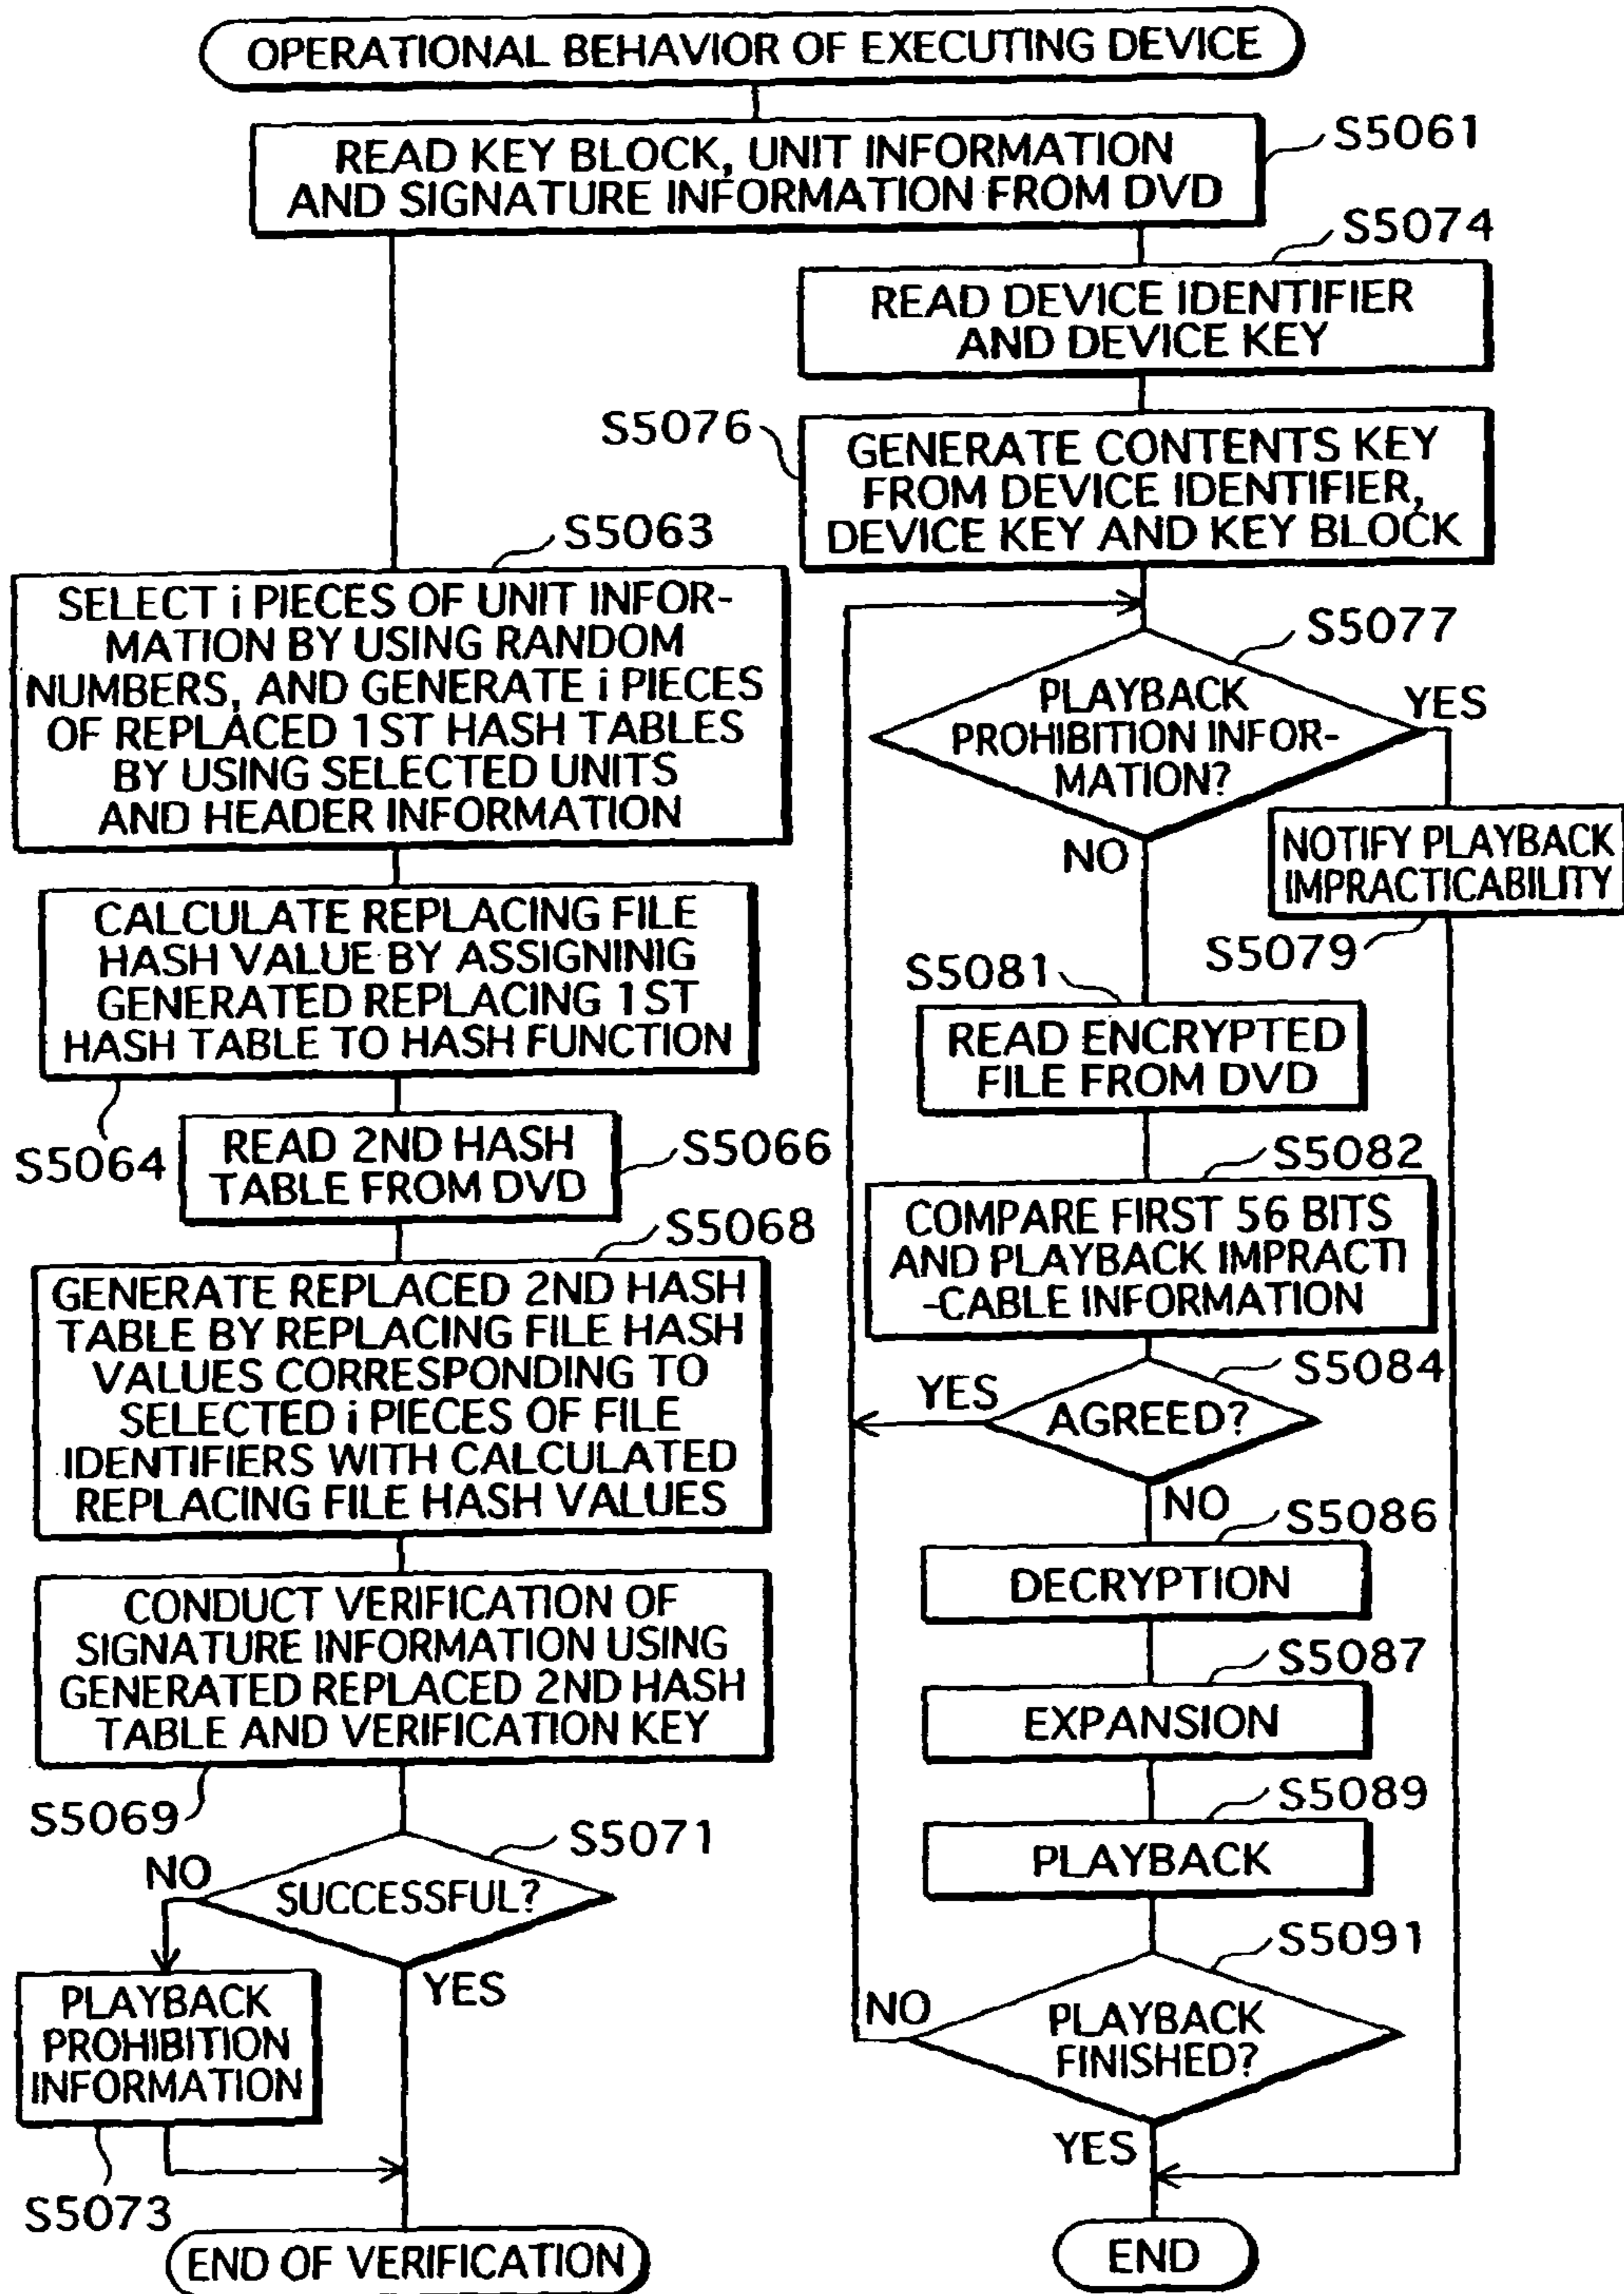 OPERATIONAL BEHAVIOR OF EXECUTING DEVICE
READ KEY BLOCK, UNIT INFORMATION
AND SIGNATURE INFORMATION FROM DVD
S5061
S5074
READ DEVICE IDENTIFIER
AND DEVICE KEY
S5076
GENERATE CONTENTS KEY
FROM DEVICE IDENTIFIER,
DEVICE KEY AND KEY BLOCK
S5063
SELECT i PIECES OF UNIT INFOR-
MATION BY USING RANDOM
NUMBERS, AND GENERATE i PIECES
OF REPLACED 1ST HASH TABLES
BY USING SELECTED UNITS
AND HEADER INFORMATION
S5077
PLAYBACK
PROHIBITION INFOR-
MATION?
YES
NO
NOTIFY PLAYBACK
IMPRACTICABILITY
S5079
CALCULATE REPLACING FILE
HASH VALUE BY ASSIGNINIG
GENERATED REPLACING 1ST
HASH TABLE TO HASH FUNCTION
S5064
S5081
READ ENCRYPTED
FILE FROM DVD
READ 2ND HASH
TABLE FROM DVD
S5066
S5082
COMPARE FIRST 56 BITS
AND PLAYBACK IMPRACTI
-CABLE INFORMATION
S5068
GENERATE REPLACED 2ND HASH
TABLE BY REPLACING FILE HASH
VALUES CORRESPONDING TO
SELECTED i PIECES OF FILE
IDENTIFIERS WITH CALCULATED
REPLACING FILE HASH VALUES
S5084
YES
AGREED?
NO
S5086
DECRYPTION
CONDUCT VERIFICATION OF
SIGNATURE INFORMATION USING
GENERATED REPLACED 2ND HASH
TABLE AND VERIFICATION KEY
S5069
S5087
EXPANSION
S5089
PLAYBACK
S5071
NO
SUCCESSFUL?
YES
S5091
NO
PLAYBACK
FINISHED?
YES
PLAYBACK
PROHIBITION
INFORMATION
S5073
END OF VERIFICATION
END